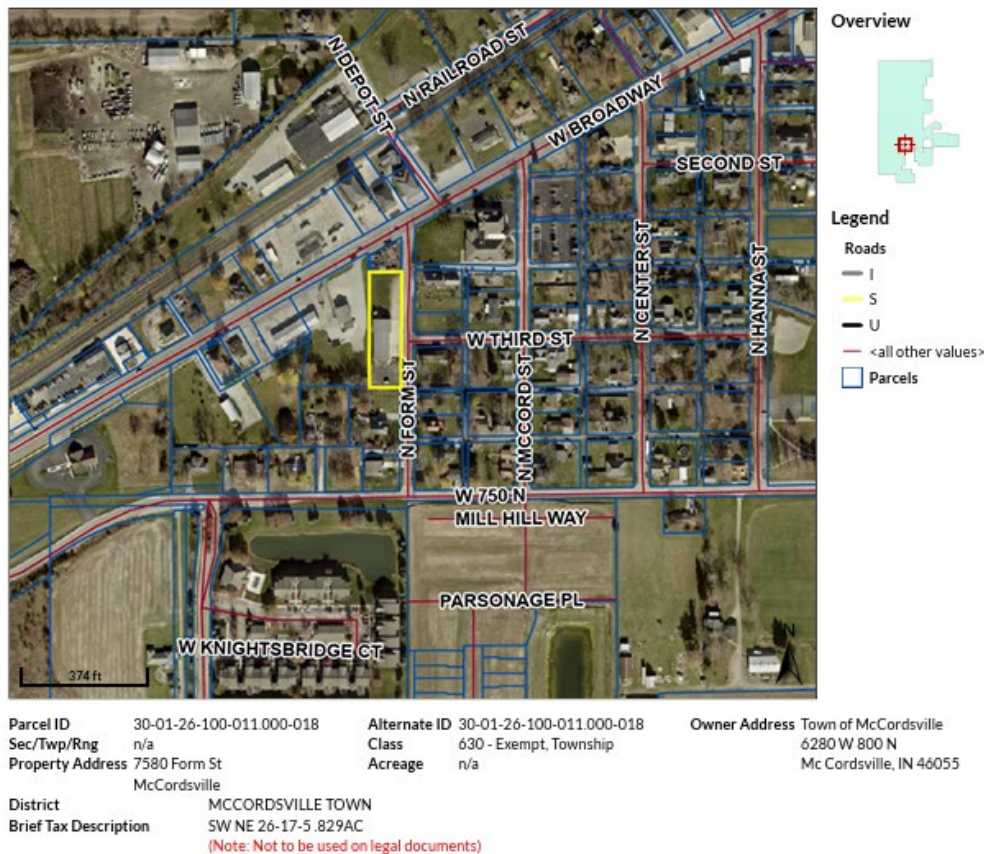 Overview
N DEPOT ST
N RAILROAD ST
W BROADWAY
SECOND ST
N CENTER ST
N HANNA ST
W THIRD ST
N FORM ST
N MCCORD ST
W 750 N
MILL HILL WAY
PARSONAGE PL
W KNIGHTSBRIDGE CT
374 ft
N
Legend
Roads
I
S
U
<all other values>
Parcels
Parcel ID 30-01-26-100-011.000-018 Alternate ID 30-01-26-100-011.000-018 Owner Address Town of McCordsville
Sec/Twp/Rng n/a Class 630 - Exempt, Township 6280 W 800 N
Property Address 7580 Form St Acreage n/a Mc Cordsville, IN 46055
McCordsville
District MCCORDSVILLE TOWN
Brief Tax Description SW NE 26-17-5 .829AC
(Note: Not to be used on legal documents)